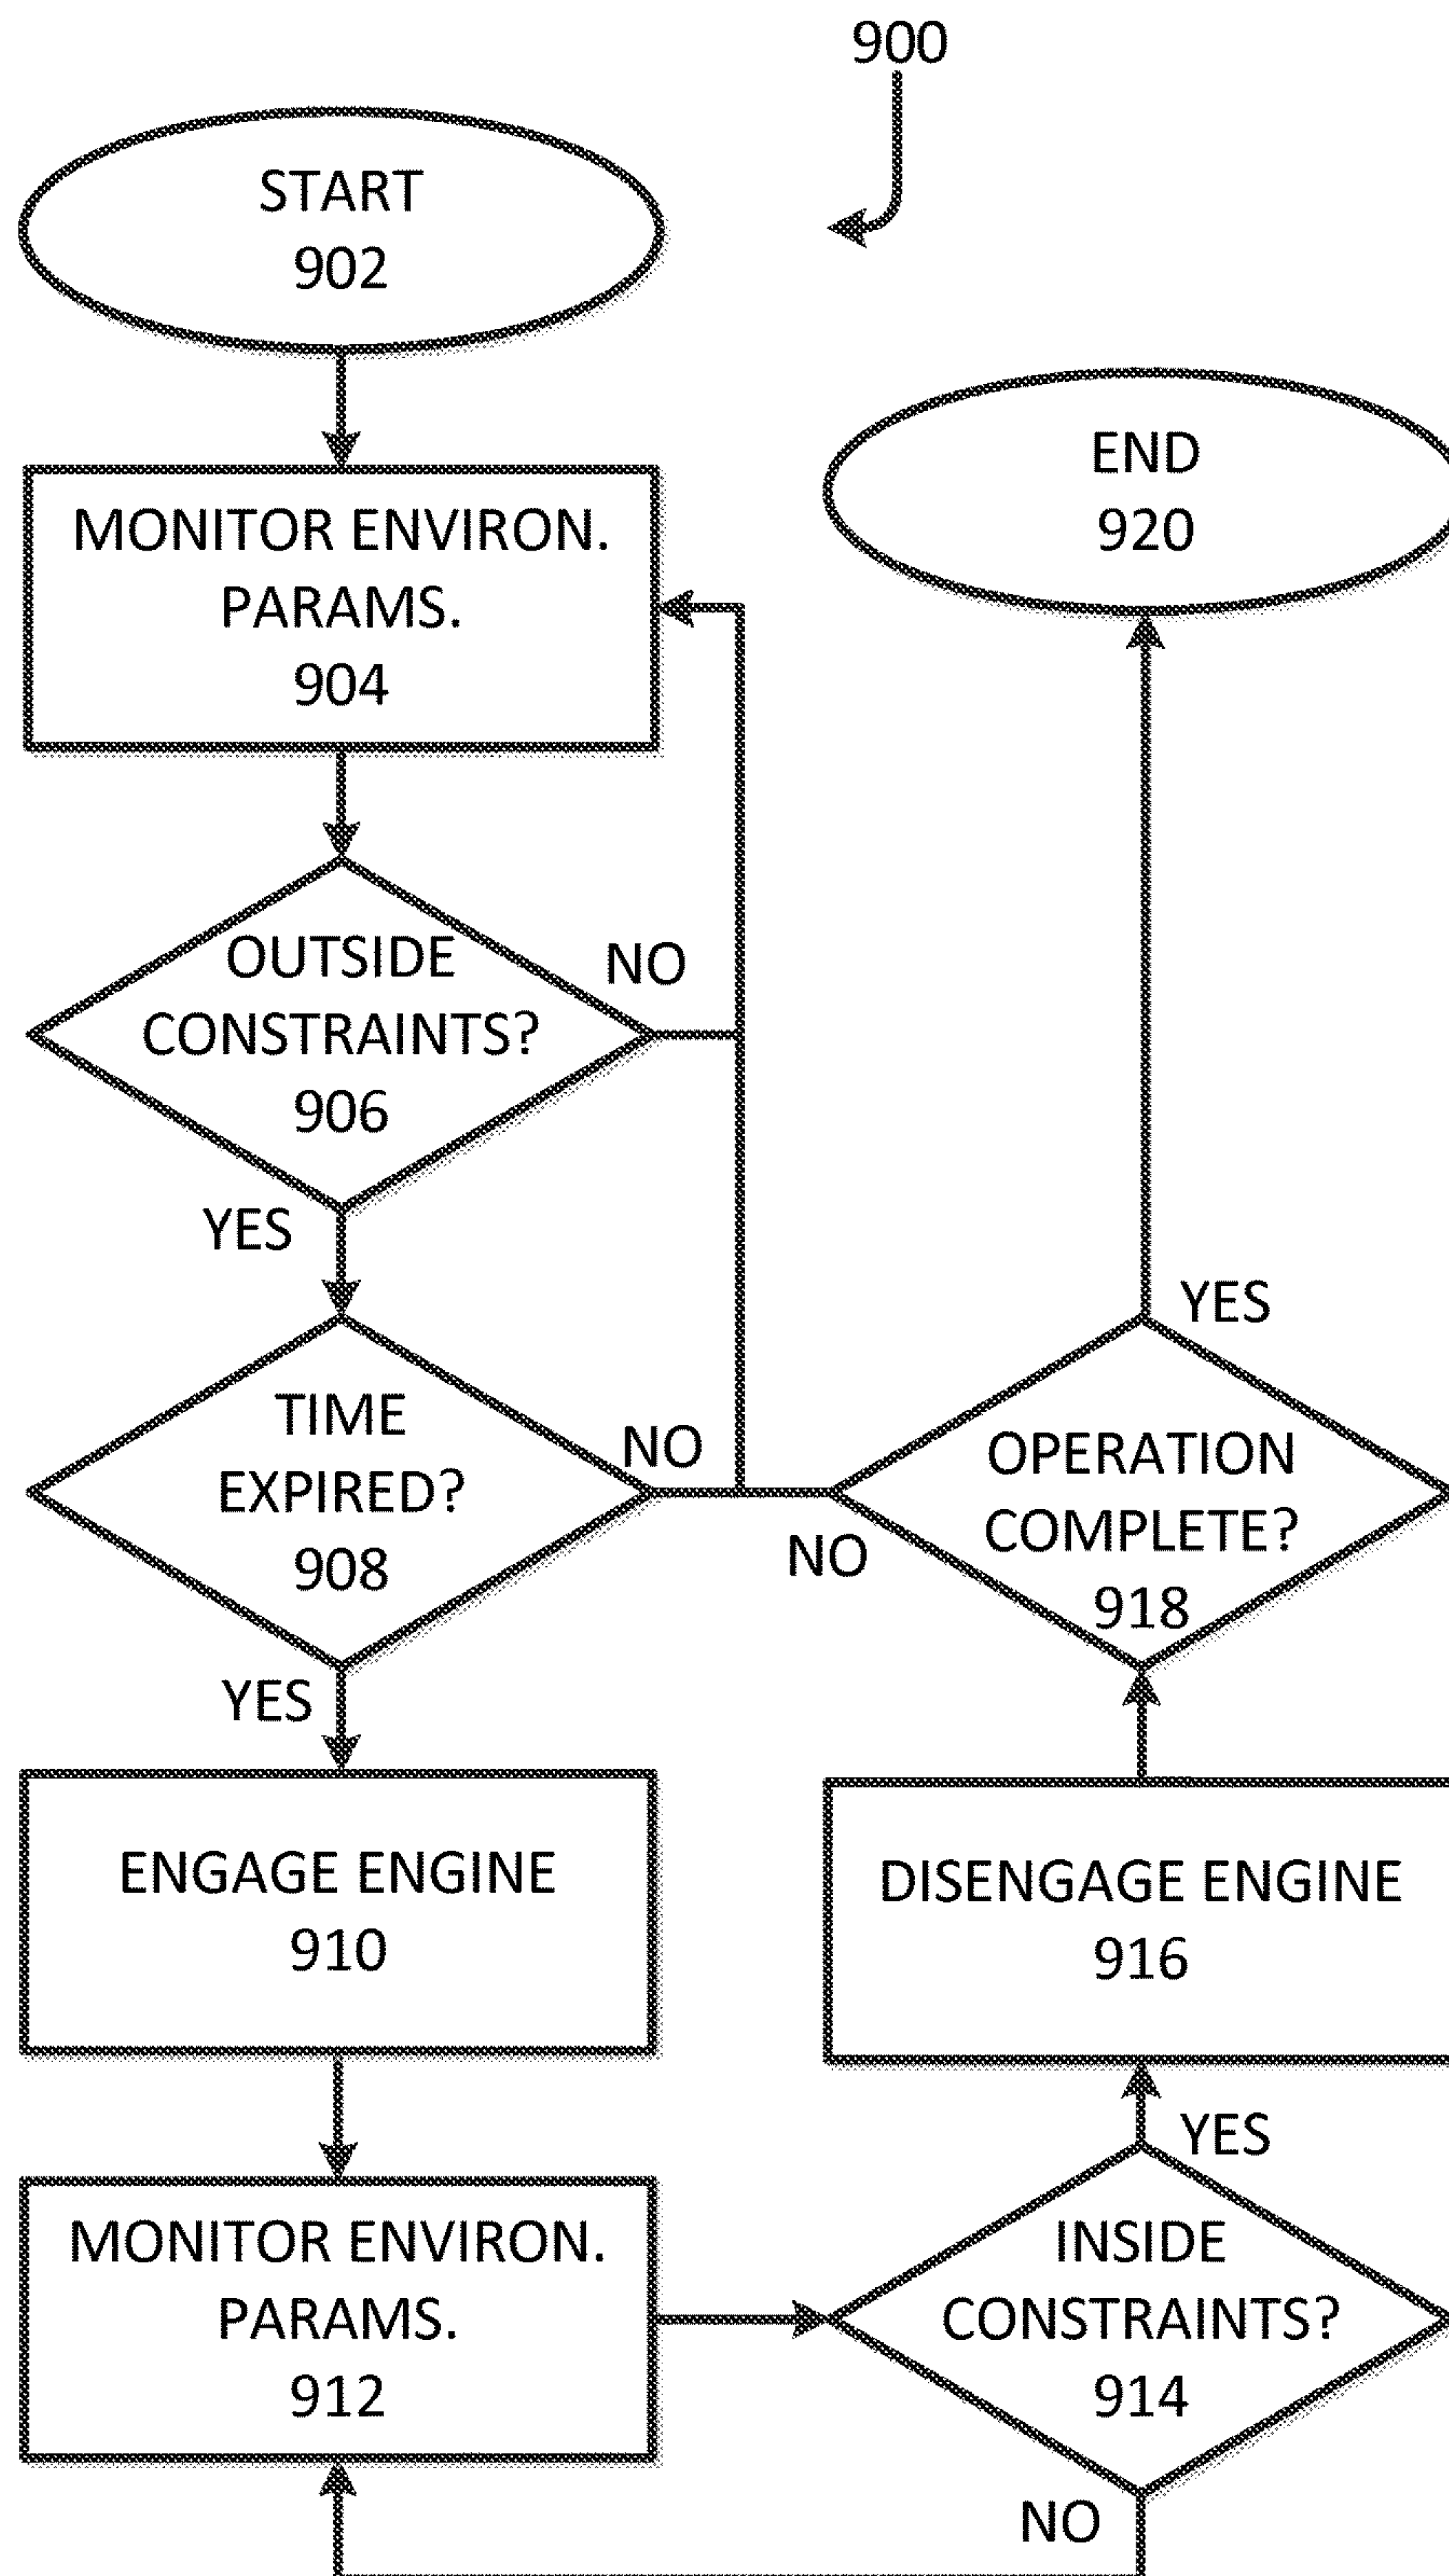 900
START
902
MONITOR ENVIRON.
PARAMS.
904
OUTSIDE
CONSTRAINTS?
906
NO
YES
TIME
EXPIRED?
908
NO
YES
ENGAGE ENGINE
910
MONITOR ENVIRON.
PARAMS.
912
INSIDE
CONSTRAINTS?
914
NO
YES
DISENGAGE ENGINE
916
OPERATION
COMPLETE?
918
NO
YES
END
920